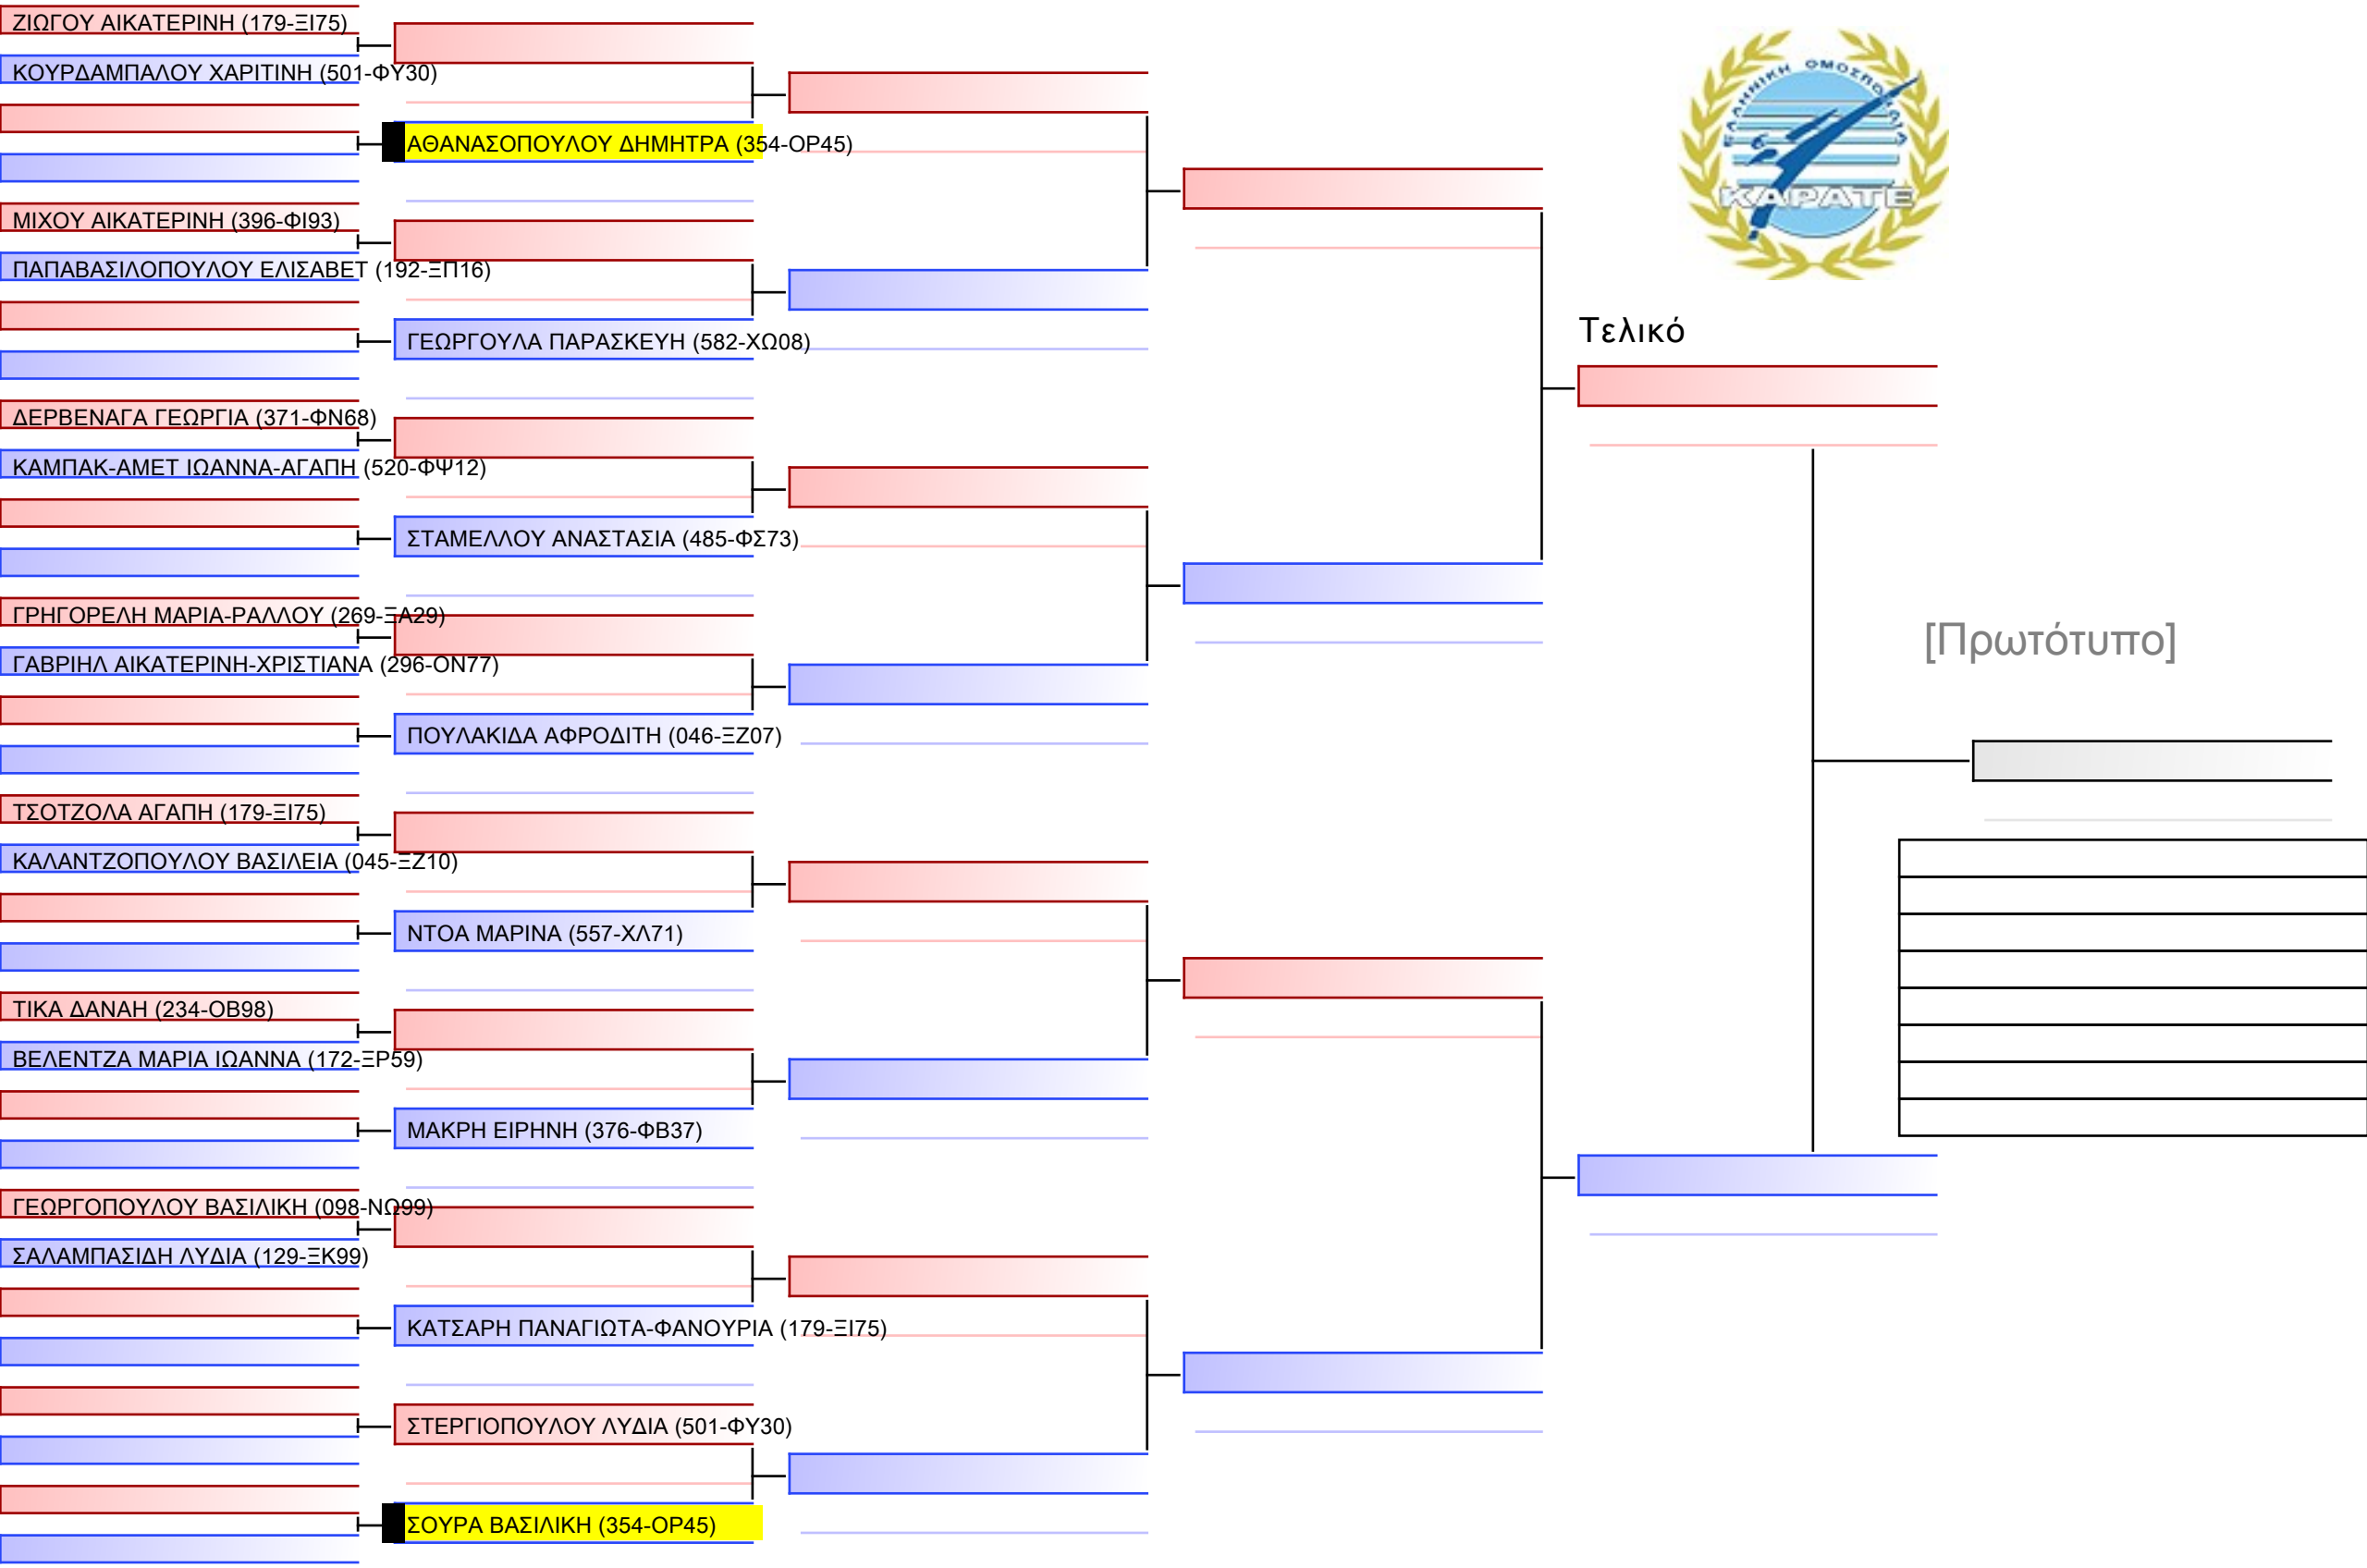 ΖΙΩΓΟΥ ΑΙΚΑΤΕΡΙΝΗ (179-ΞΙ75)
ΚΟΥΡΔΑΜΠΑΛΟΥ ΧΑΡΙΤΙΝΗ (501-ΦΥ30)
ΑΘΑΝΑΣΟΠΟΥΛΟΥ ΔΗΜΗΤΡΑ (354-ΟΡ45)
ΜΙΧΟΥ ΑΙΚΑΤΕΡΙΝΗ (396-ΦΙ93)
ΠΑΠΑΒΑΣΙΛΟΠΟΥΛΟΥ ΕΛΙΣΑΒΕΤ (192-ΞΠ16)
ΓΕΩΡΓΟΥΛΑ ΠΑΡΑΣΚΕΥΗ (582-ΧΩ08)
ΔΕΡΒΕΝΑΓΑ ΓΕΩΡΓΙΑ (371-ΦΝ68)
ΚΑΜΠΑΚ-ΑΜΕΤ ΙΩΑΝΝΑ-ΑΓΑΠΗ (520-ΦΨ12)
ΣΤΑΜΕΛΛΟΥ ΑΝΑΣΤΑΣΙΑ (485-ΦΣ73)
ΓΡΗΓΟΡΕΛΗ ΜΑΡΙΑ-ΡΑΛΛΟΥ (269-ΞΑ29)
ΓΑΒΡΙΗΛ ΑΙΚΑΤΕΡΙΝΗ-ΧΡΙΣΤΙΑΝΑ (296-ΟΝ77)
ΠΟΥΛΑΚΙΔΑ ΑΦΡΟΔΙΤΗ (046-ΞΖ07)
ΤΣΟΤΖΟΛΑ ΑΓΑΠΗ (179-ΞΙ75)
ΚΑΛΑΝΤΖΟΠΟΥΛΟΥ ΒΑΣΙΛΕΙΑ (045-ΞΖ10)
ΝΤΟΑ ΜΑΡΙΝΑ (557-ΧΛ71)
ΤΙΚΑ ΔΑΝΑΗ (234-ΟΒ98)
ΒΕΛΕΝΤΖΑ ΜΑΡΙΑ ΙΩΑΝΝΑ (172-ΞΡ59)
ΜΑΚΡΗ ΕΙΡΗΝΗ (376-ΦΒ37)
ΓΕΩΡΓΟΠΟΥΛΟΥ ΒΑΣΙΛΙΚΗ (098-ΝΩ99)
ΣΑΛΑΜΠΑΣΙΔΗ ΛΥΔΙΑ (129-ΞΚ99)
ΚΑΤΣΑΡΗ ΠΑΝΑΓΙΩΤΑ-ΦΑΝΟΥΡΙΑ (179-ΞΙ75)
ΣΤΕΡΓΙΟΠΟΥΛΟΥ ΛΥΔΙΑ (501-ΦΥ30)
ΣΟΥΡΑ ΒΑΣΙΛΙΚΗ (354-ΟΡ45)
ΕΛΛΗΝΙΚΗ ΟΜΟΣΠΟΝΔΙΑ
ΚΑΡΑΤΕ
Τελικό
[Πρωτότυπο]